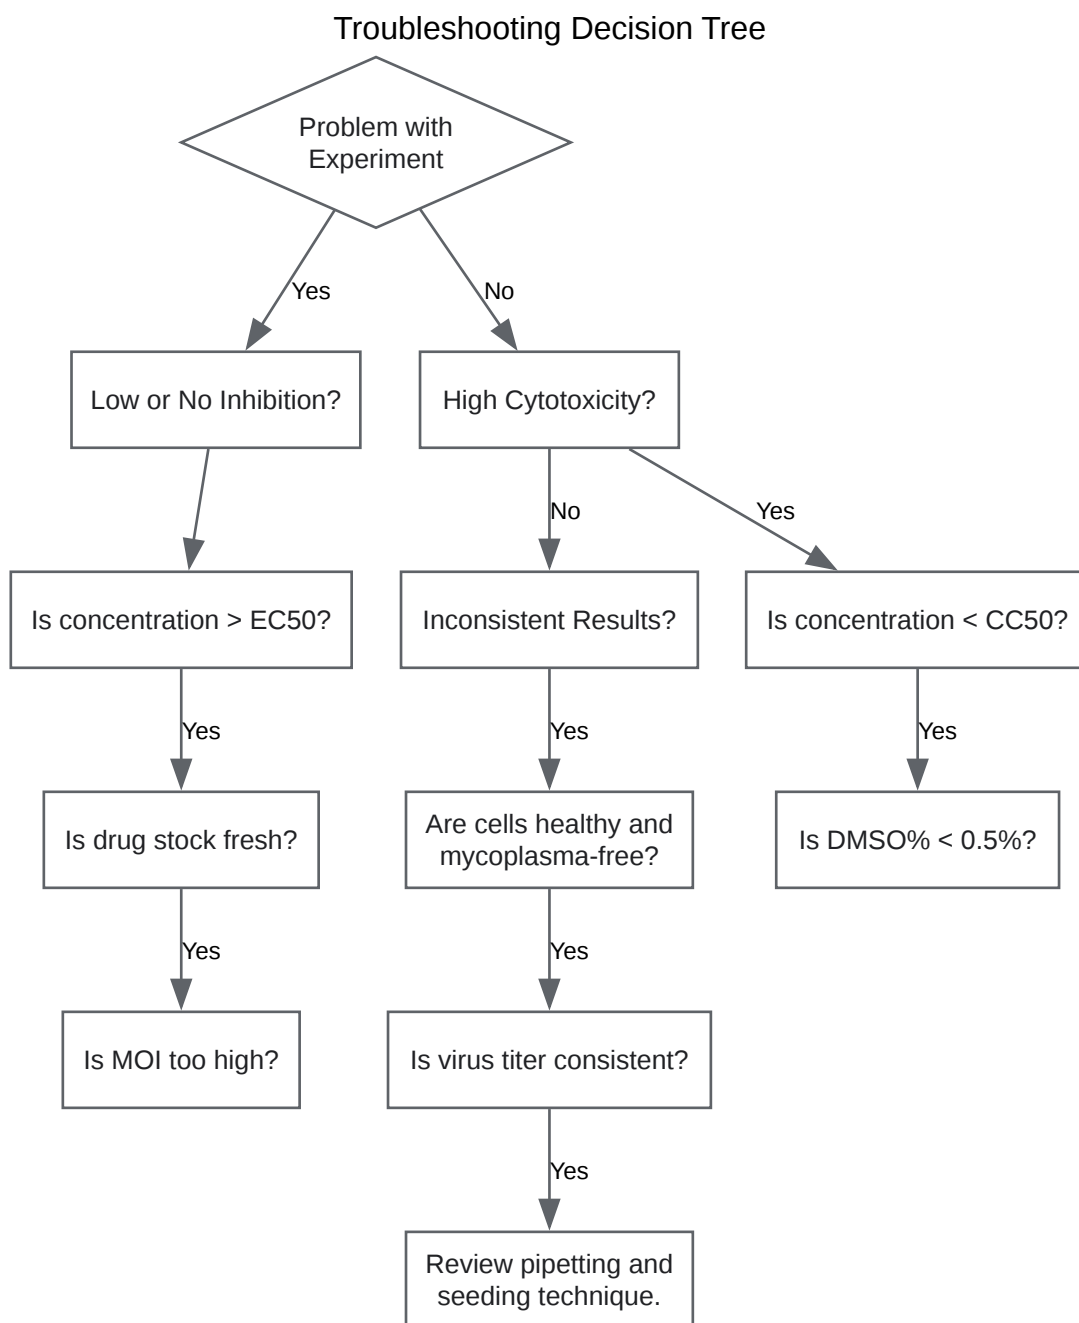 Troubleshooting Decision Tree
Problem with
Experiment
Yes
No
Low or No Inhibition?
High Cytotoxicity?
No
Yes
Is concentration > EC50?
Inconsistent Results?
Is concentration < CC50?
Yes
Yes
Yes
Is drug stock fresh?
Are cells healthy and
mycoplasma-free?
Is DMSO% < 0.5%?
Yes
Yes
Is MOI too high?
Is virus titer consistent?
Yes
Review pipetting and
seeding technique.